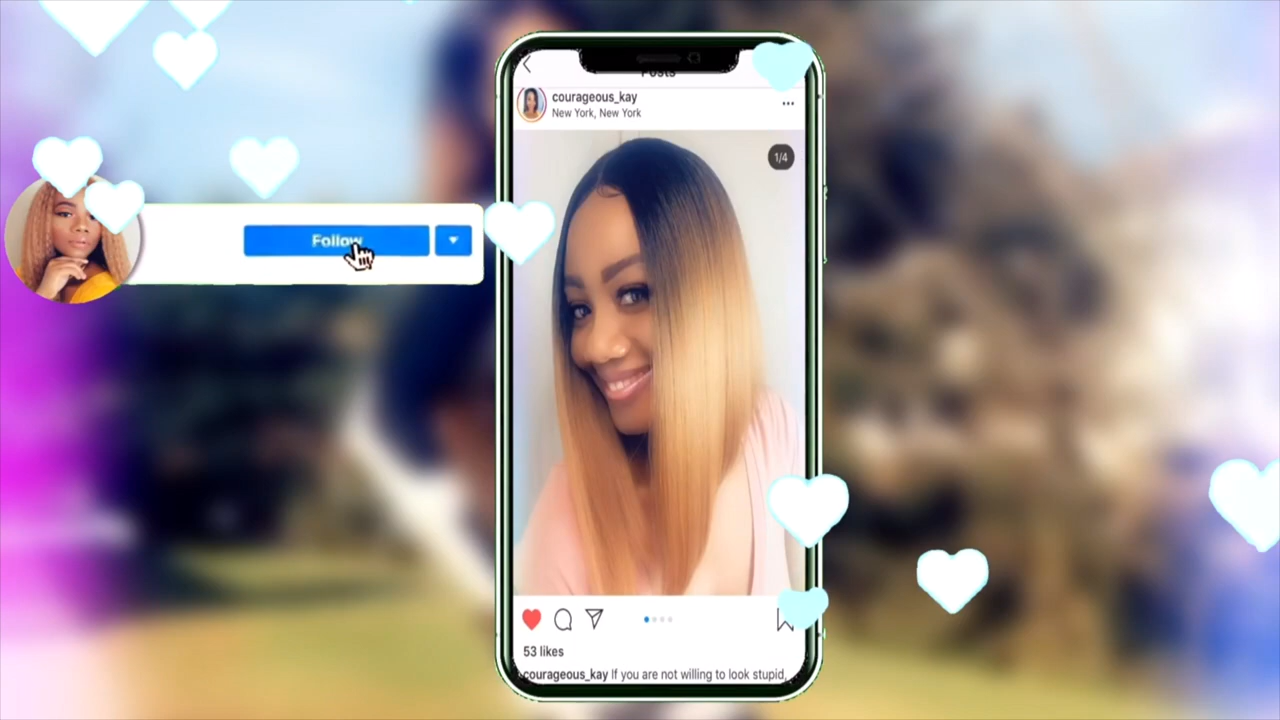 Posts
courageous_kay
New York, New York
1/4
Follow
53 likes
courageous_kay If you are not willing to look stupid,